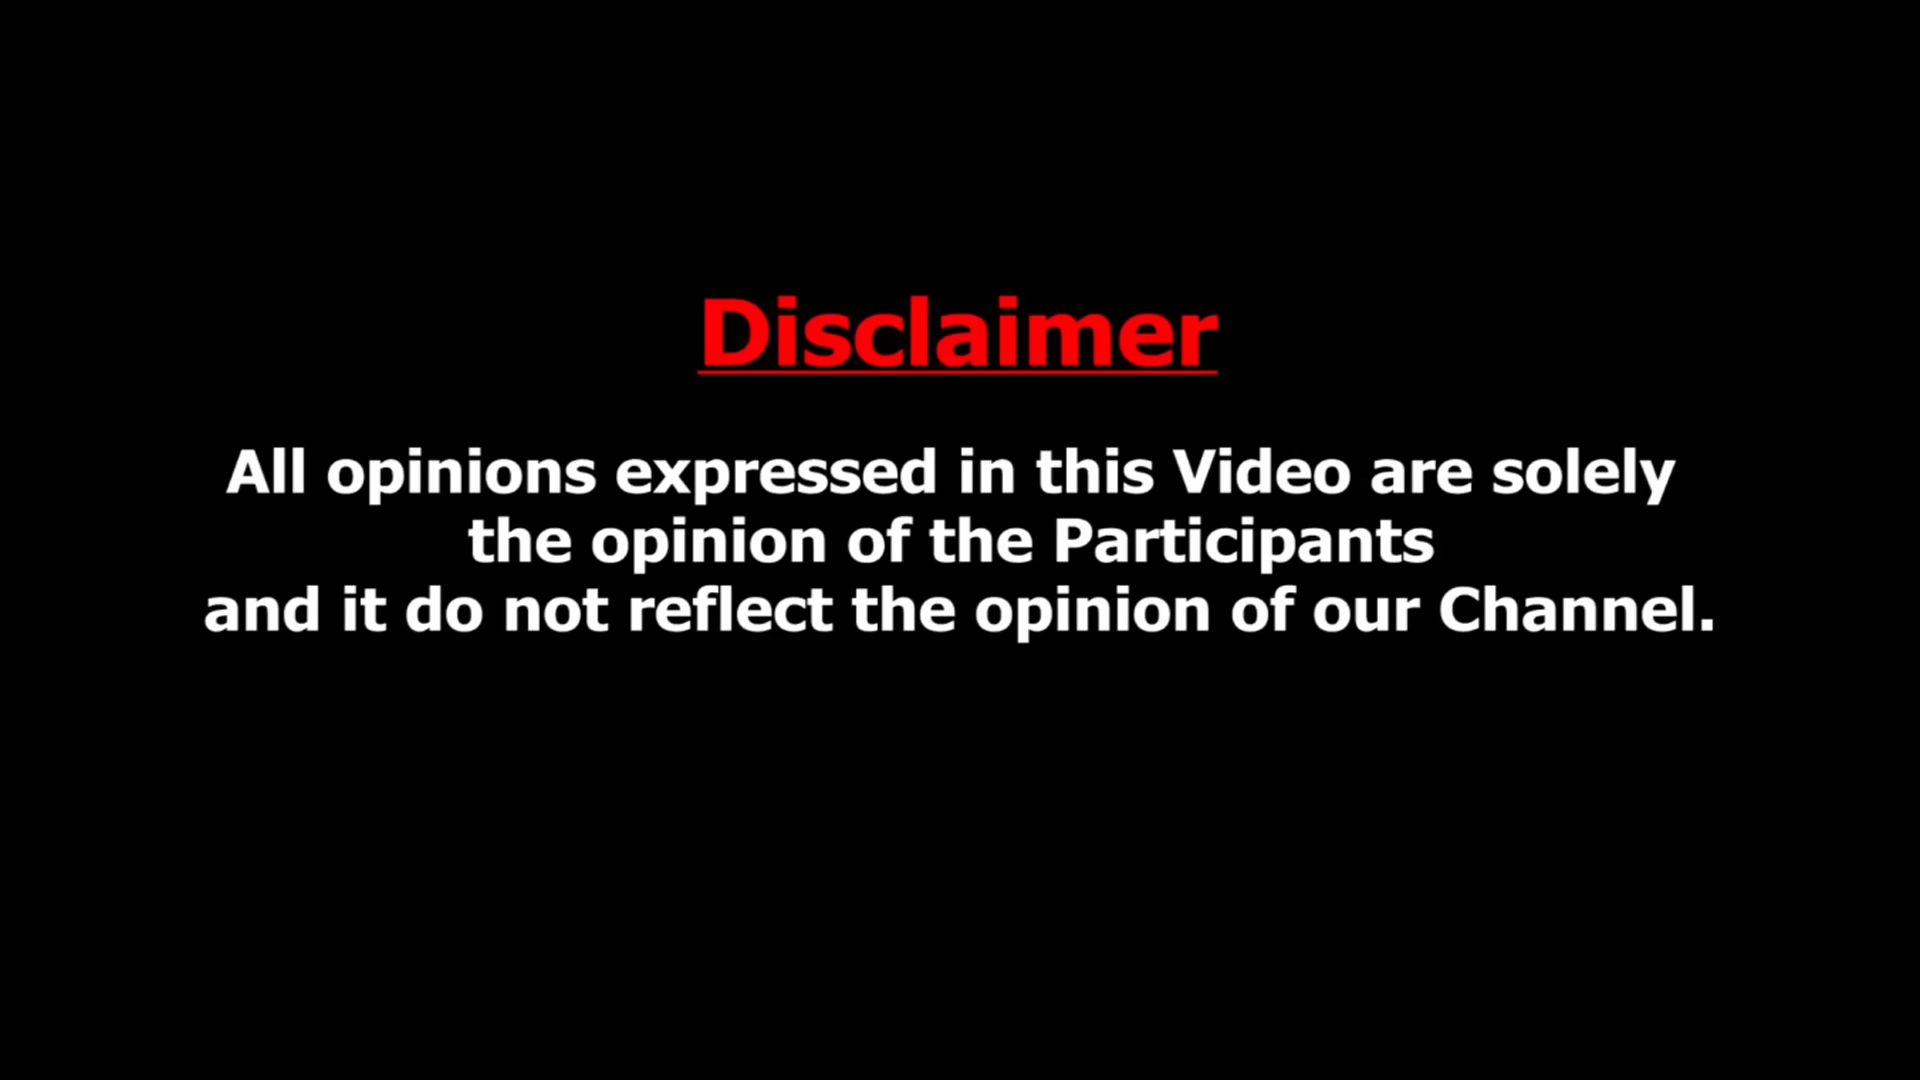 Disclaimer
All opinions expressed in this Video are solely
the opinion of the Participants
and it do not reflect the opinion of our Channel.